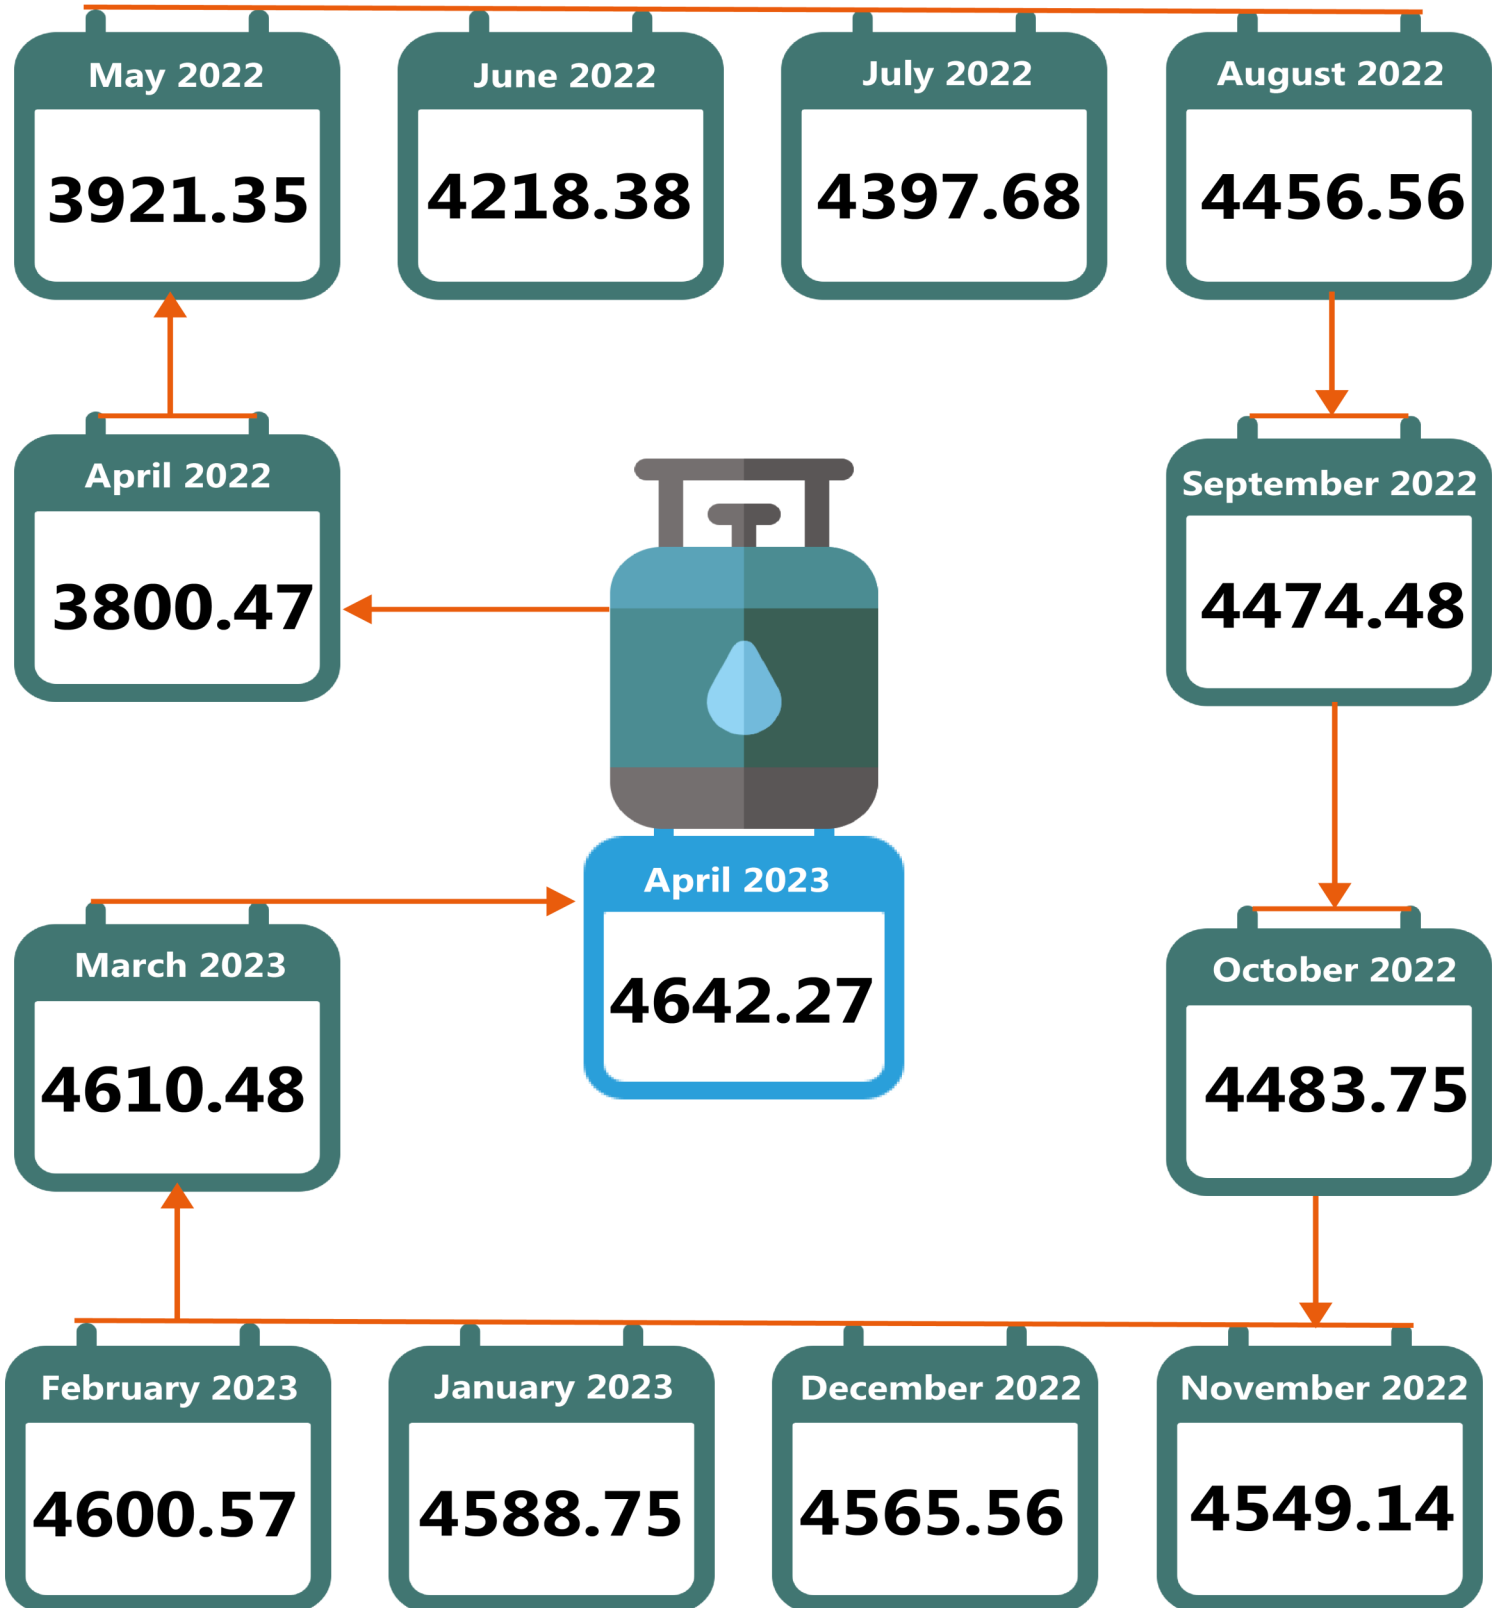 May 2022
3921.35
June 2022
4218.38
July 2022
4397.68
August 2022
4456.56
April 2022
3800.47
September 2022
4474.48
April 2023
4642.27
March 2023
4610.48
October 2022
4483.75
February 2023
4600.57
January 2023
4588.75
December 2022
4565.56
November 2022
4549.14